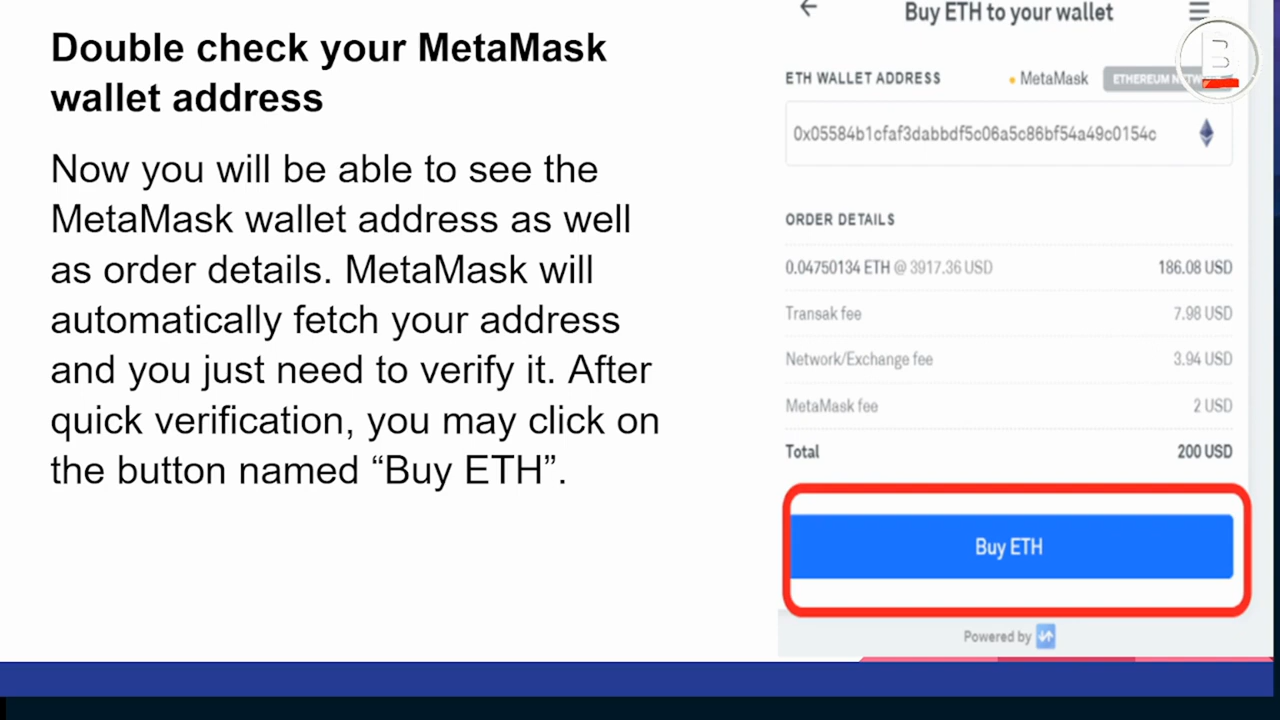 Double check your MetaMask
wallet address
Now you will be able to see the
MetaMask wallet address as well
as order details. MetaMask will
automatically fetch your address
and you just need to verify it. After
quick verification, you may click on
the button named “Buy ETH”.
Buy ETH to your wallet
ETH WALLET ADDRESS MetaMask ETHEREUM
0x05584b1cfaf3dabbdf5c06a5c86bf54a49c0154c
ORDER DETAILS
0.04750134 ETH @ 3917.36 USD 186.08 USD
Transak fee 7.98 USD
Network/Exchange fee 3.94 USD
MetaMask fee 2 USD
Total 200 USD
Buy ETH
Powered by
B